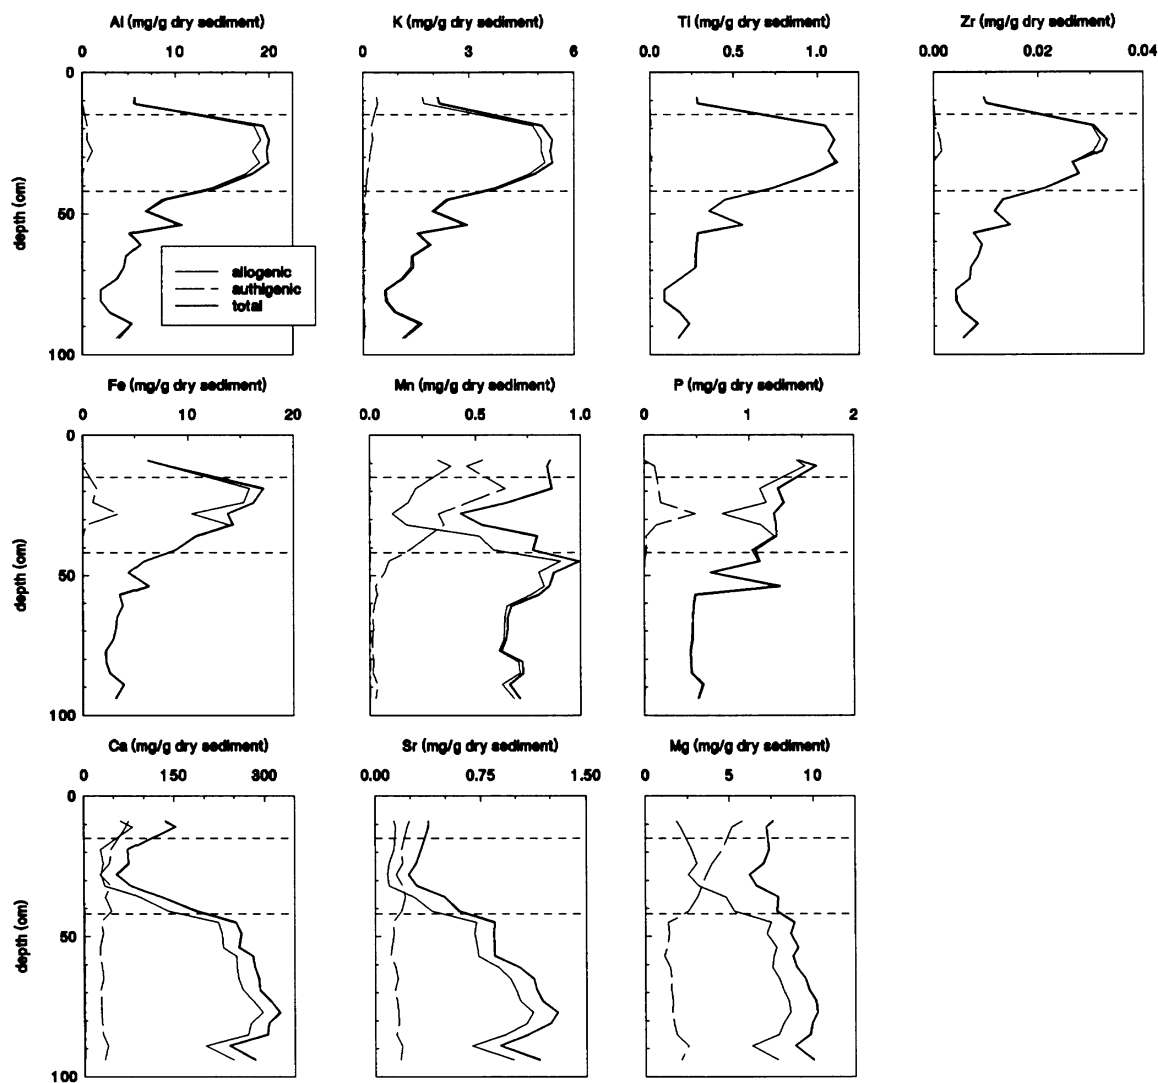 Al (mg/g dry sediment) K (mg/g dry sediment) Ti (mg/g dry sediment) Zr (mg/g dry sediment)
0 10 20 0 3 6 0.0 0.5 1.0 0.00 0.02 0.04
0
50
100
depth (cm)
allogenic
authigenic
total
Fe (mg/g dry sediment) Mn (mg/g dry sediment) P (mg/g dry sediment)
0 10 20 0.0 0.5 1.0 0 1 2
0
50
100
depth (cm)
Ca (mg/g dry sediment) Sr (mg/g dry sediment) Mg (mg/g dry sediment)
0 150 300 0.00 0.75 1.50 0 5 10
0
50
100
depth (cm)